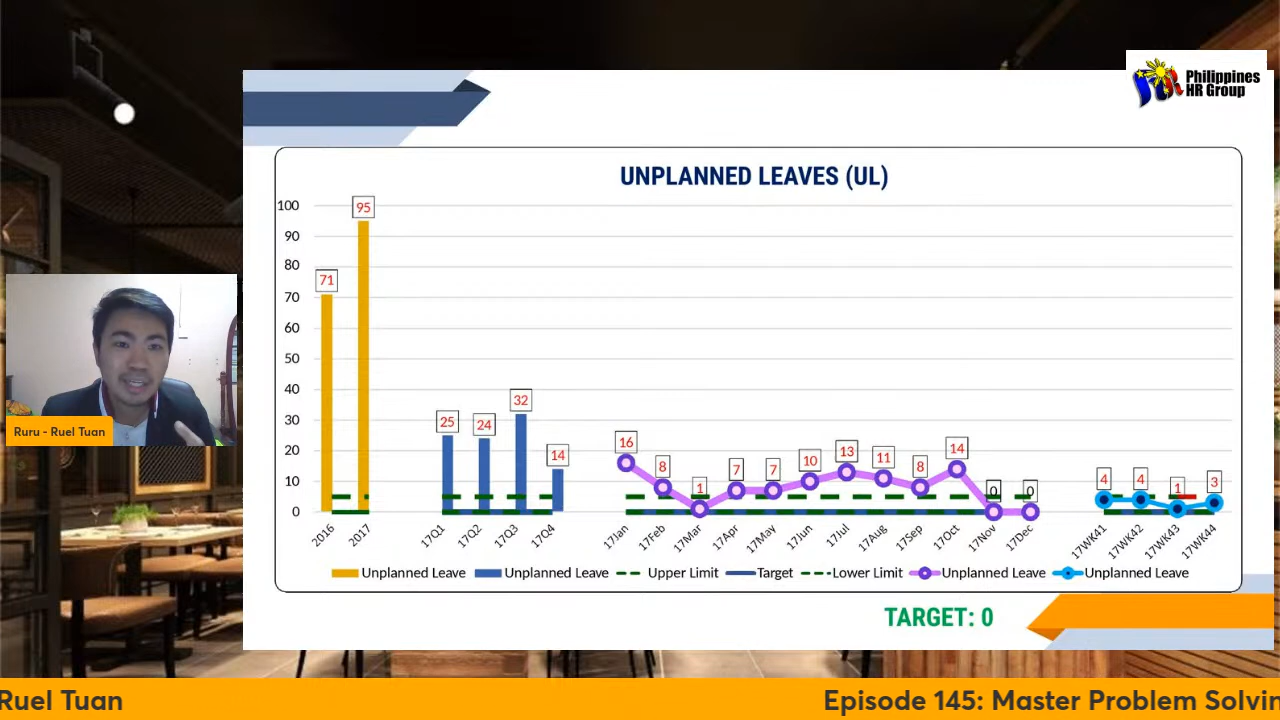 Philippines
HR Group
UNPLANNED LEAVES (UL)
100
90
80
70
60
50
40
30
20
10
0
71
95
25
24
32
14
16
8
1
7
7
10
13
11
8
14
0
0
4
4
1
3
2016
2017
17Q1
17Q2
17Q3
17Q4
17Jan
17Feb
17Mar
17Apr
17May
17Jun
17Jul
17Aug
17Sep
17Oct
17Nov
17Dec
17WK41
17WK42
17WK43
17WK44
Unplanned Leave
Unplanned Leave
Upper Limit
Target
Lower Limit
Unplanned Leave
Unplanned Leave
TARGET: 0
Ruru - Ruel Tuan
Ruel Tuan
Episode 145: Master Problem Solvin